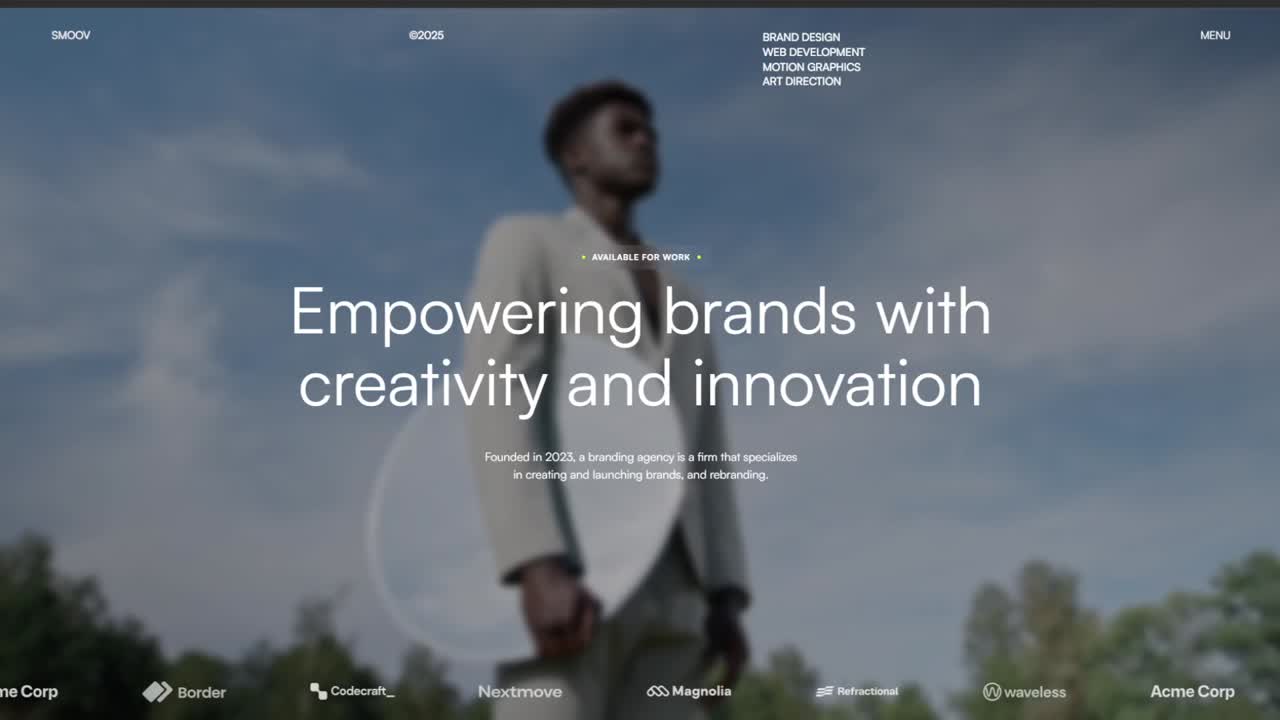 SMOOV
©2025
BRAND DESIGN
WEB DEVELOPMENT
MOTION GRAPHICS
ART DIRECTION
MENU
AVAILABLE FOR WORK
Empowering brands with
creativity and innovation
Founded in 2023, a branding agency is a firm that specializes
in creating and launching brands, and rebranding.
me Corp
Border
Codecraft_
Nextmove
Magnolia
Refractional
waveless
Acme Corp